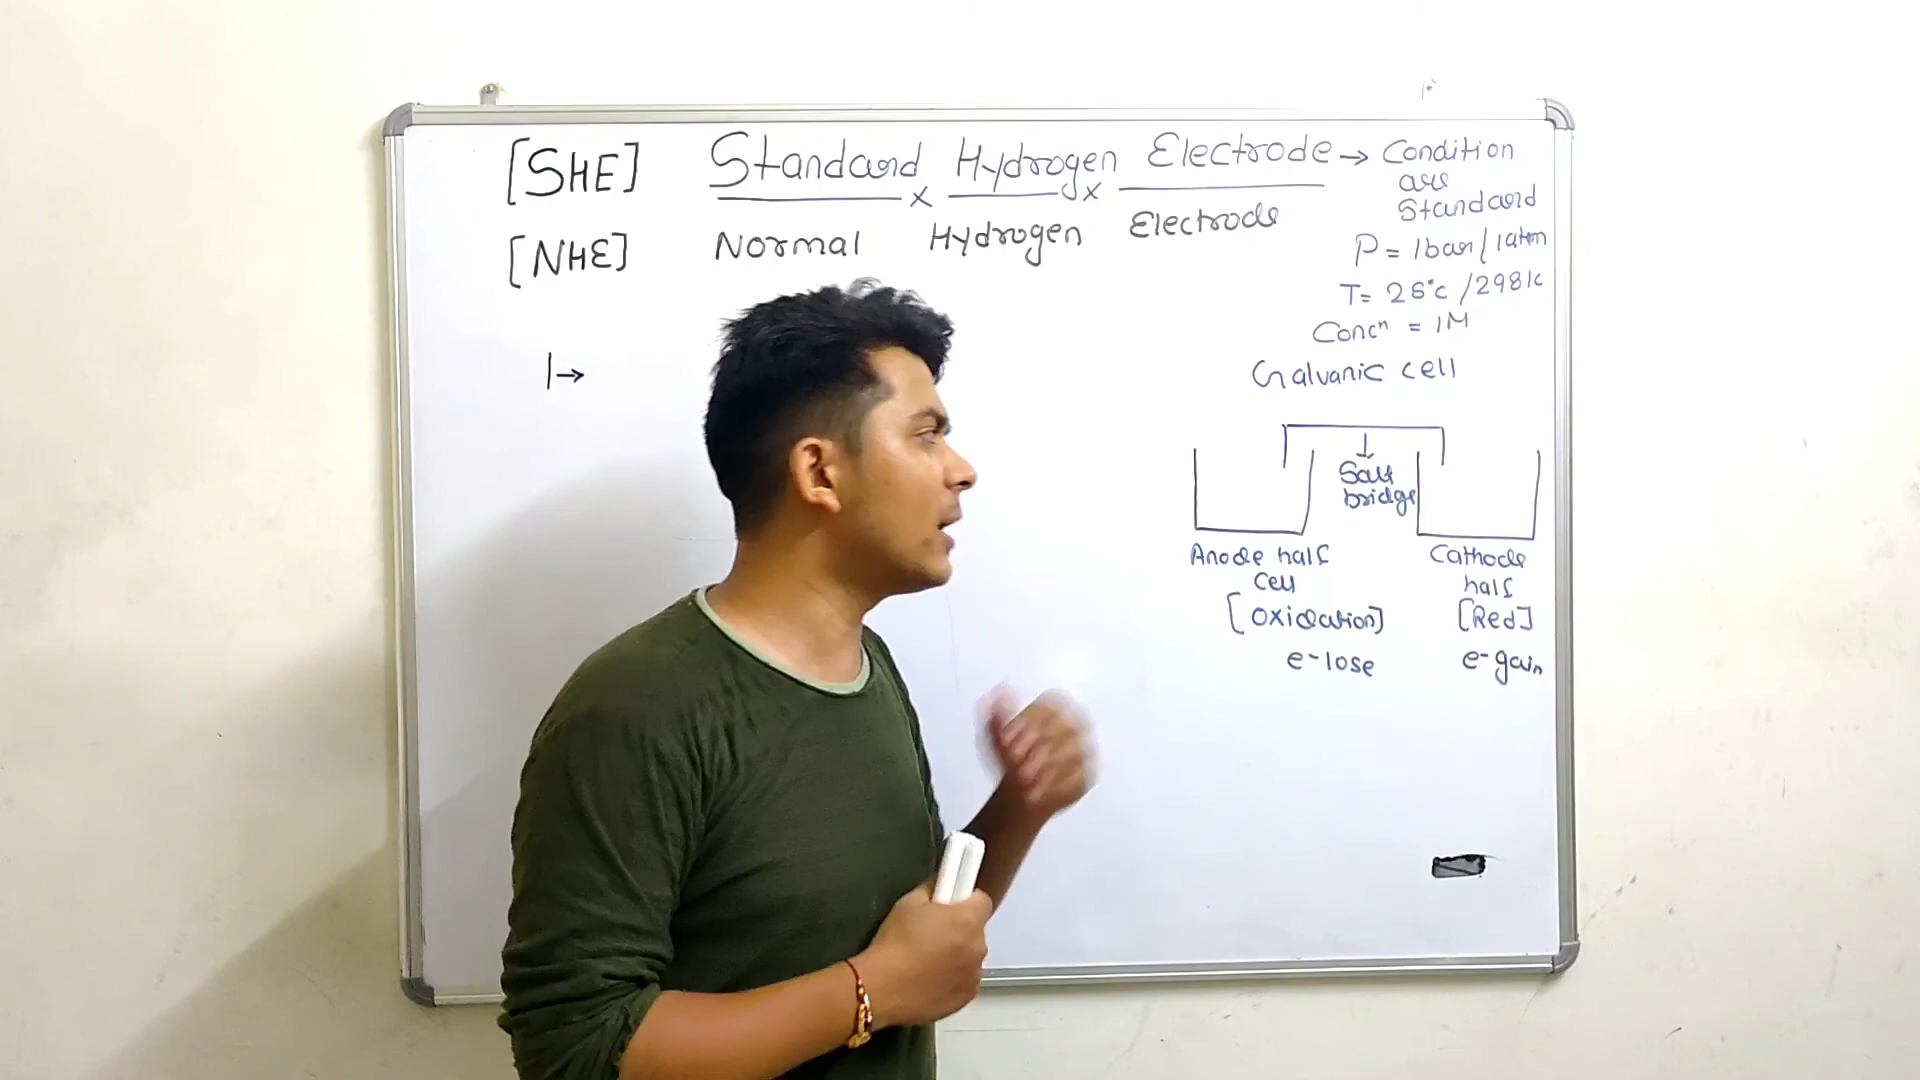 [SHE] Standard Hydrogen Electrode → Condition
are
Standard
[NHE] Normal Hydrogen Electrode
P = 1bar/1atm
T= 25°c /298k
Concⁿ = 1M
Galvanic cell
1→
Salt
bridge
Anode half
Cell
[Oxidation]
e-lose
Cathode
half
[Red]
e-gain